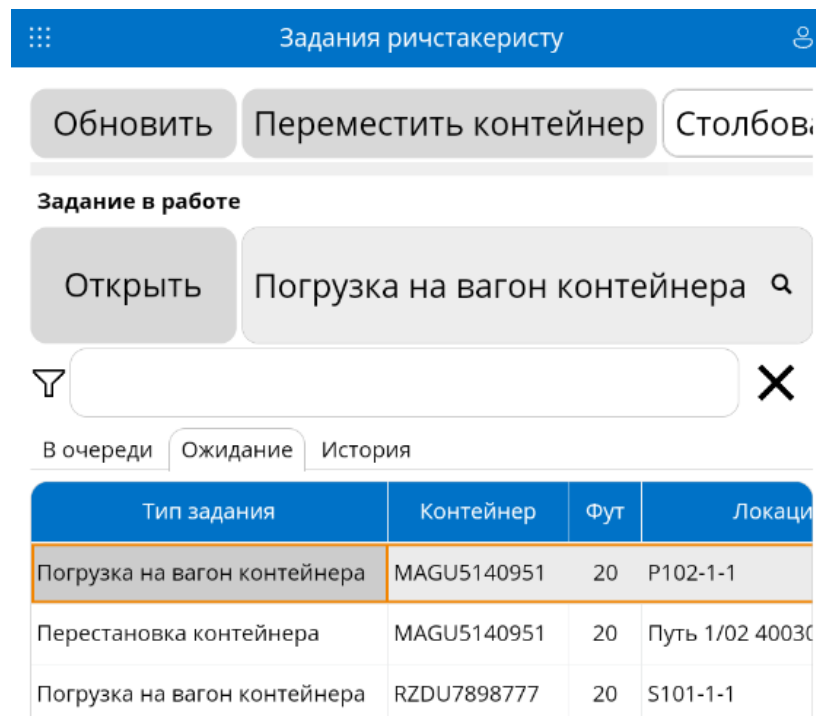 Задания ричстакеристу
Обновить Переместить контейнер
Задание в работе
Открыть Погрузка на вагон контейнера
В очереди Ожидание История
Тип задания Контейнер Фут
Погрузка на вагон контейнера MAGU5140951 20 P102-1-1
Перестановка контейнера MAGU5140951 20 Путь 1/02
Погрузка на вагон контейнера RZDU7898777 20 S101-1-1